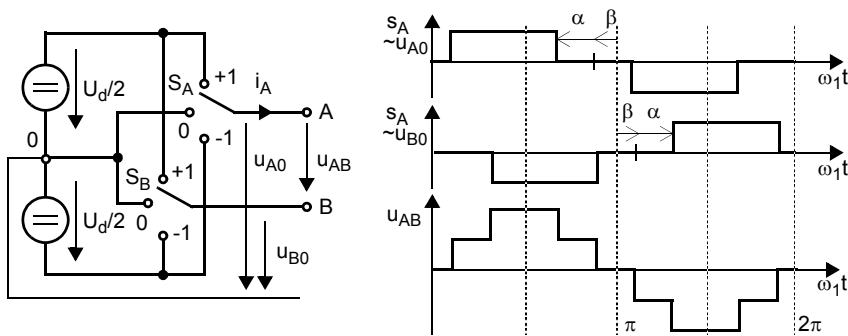 U_d/2
0
U_d/2
S_A
+1
0
-1
i_A
A
S_B
+1
0
-1
u_A0
u_AB
B
u_B0
s_A
~u_A0
α
β
ω_1t
s_A
~u_B0
β
α
ω_1t
u_AB
ω_1t
π
2π